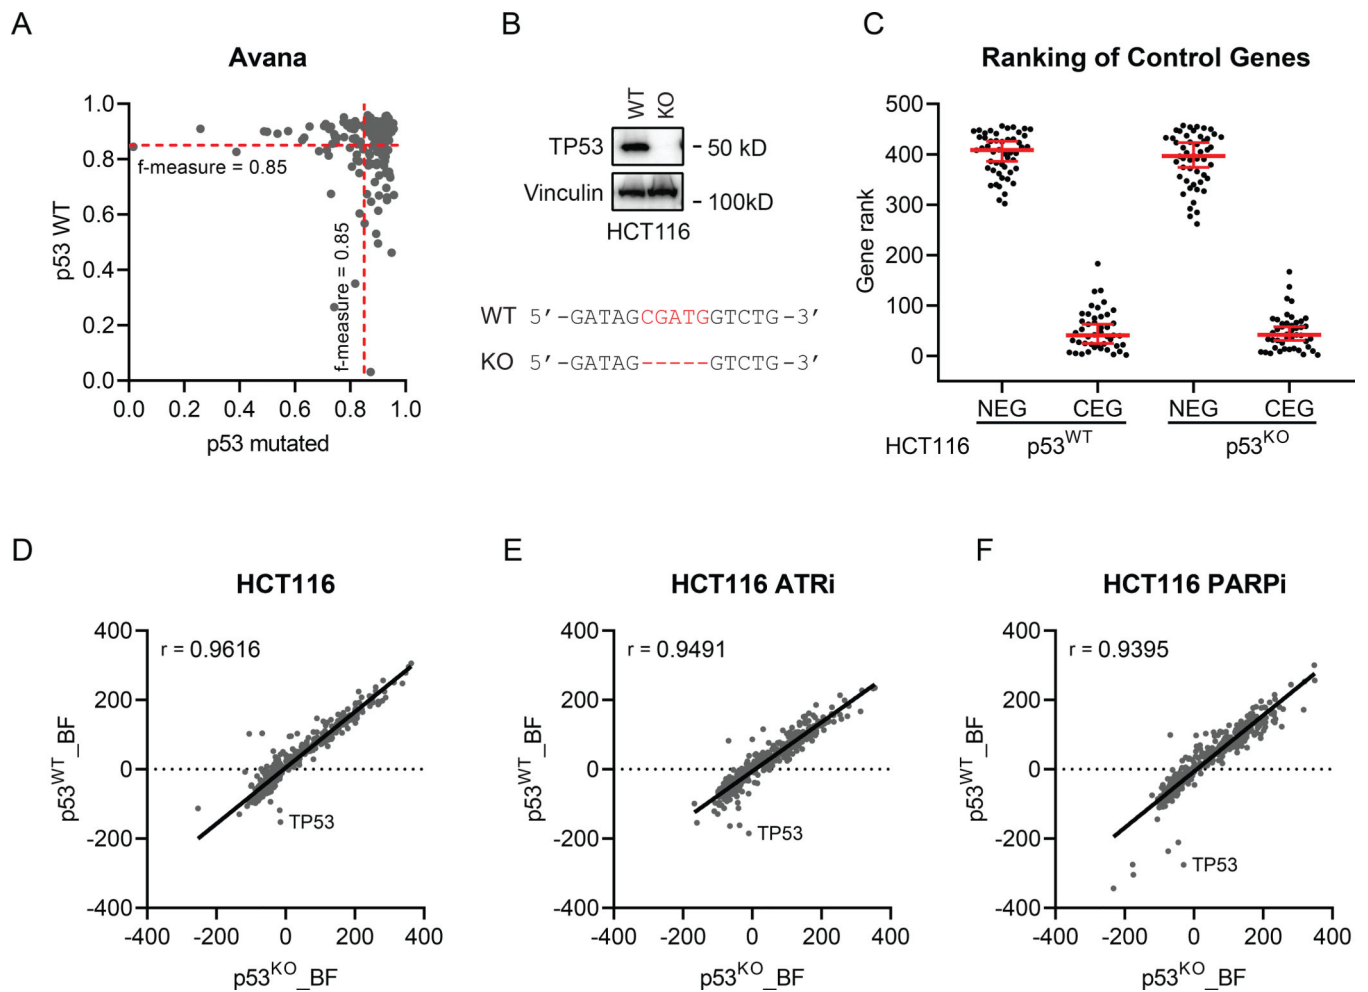 A
Avana
1.0
0.8
0.6
0.4
0.2
0.0
p53 WT
f-measure = 0.85
f-measure = 0.85
0.0 0.2 0.4 0.6 0.8 1.0
p53 mutated
B
WT KO
TP53 - 50 kD
Vinculin - 100kD
HCT116
WT 5′-GATAGCGATGGTCTG-3′
KO 5′-GATAG-----GTCTG-3′
C
Ranking of Control Genes
500
400
300
200
100
0
Gene rank
NEG CEG NEG CEG
HCT116 p53WT p53KO
D
HCT116
r = 0.9616
400
200
0
-200
-400
p53WT_BF
TP53
-400 -200 0 200 400
p53KO_BF
E
HCT116 ATRi
r = 0.9491
400
200
0
-200
-400
p53WT_BF
TP53
-400 -200 0 200 400
p53KO_BF
F
HCT116 PARPi
r = 0.9395
400
200
0
-200
-400
p53WT_BF
TP53
-400 -200 0 200 400
p53KO_BF